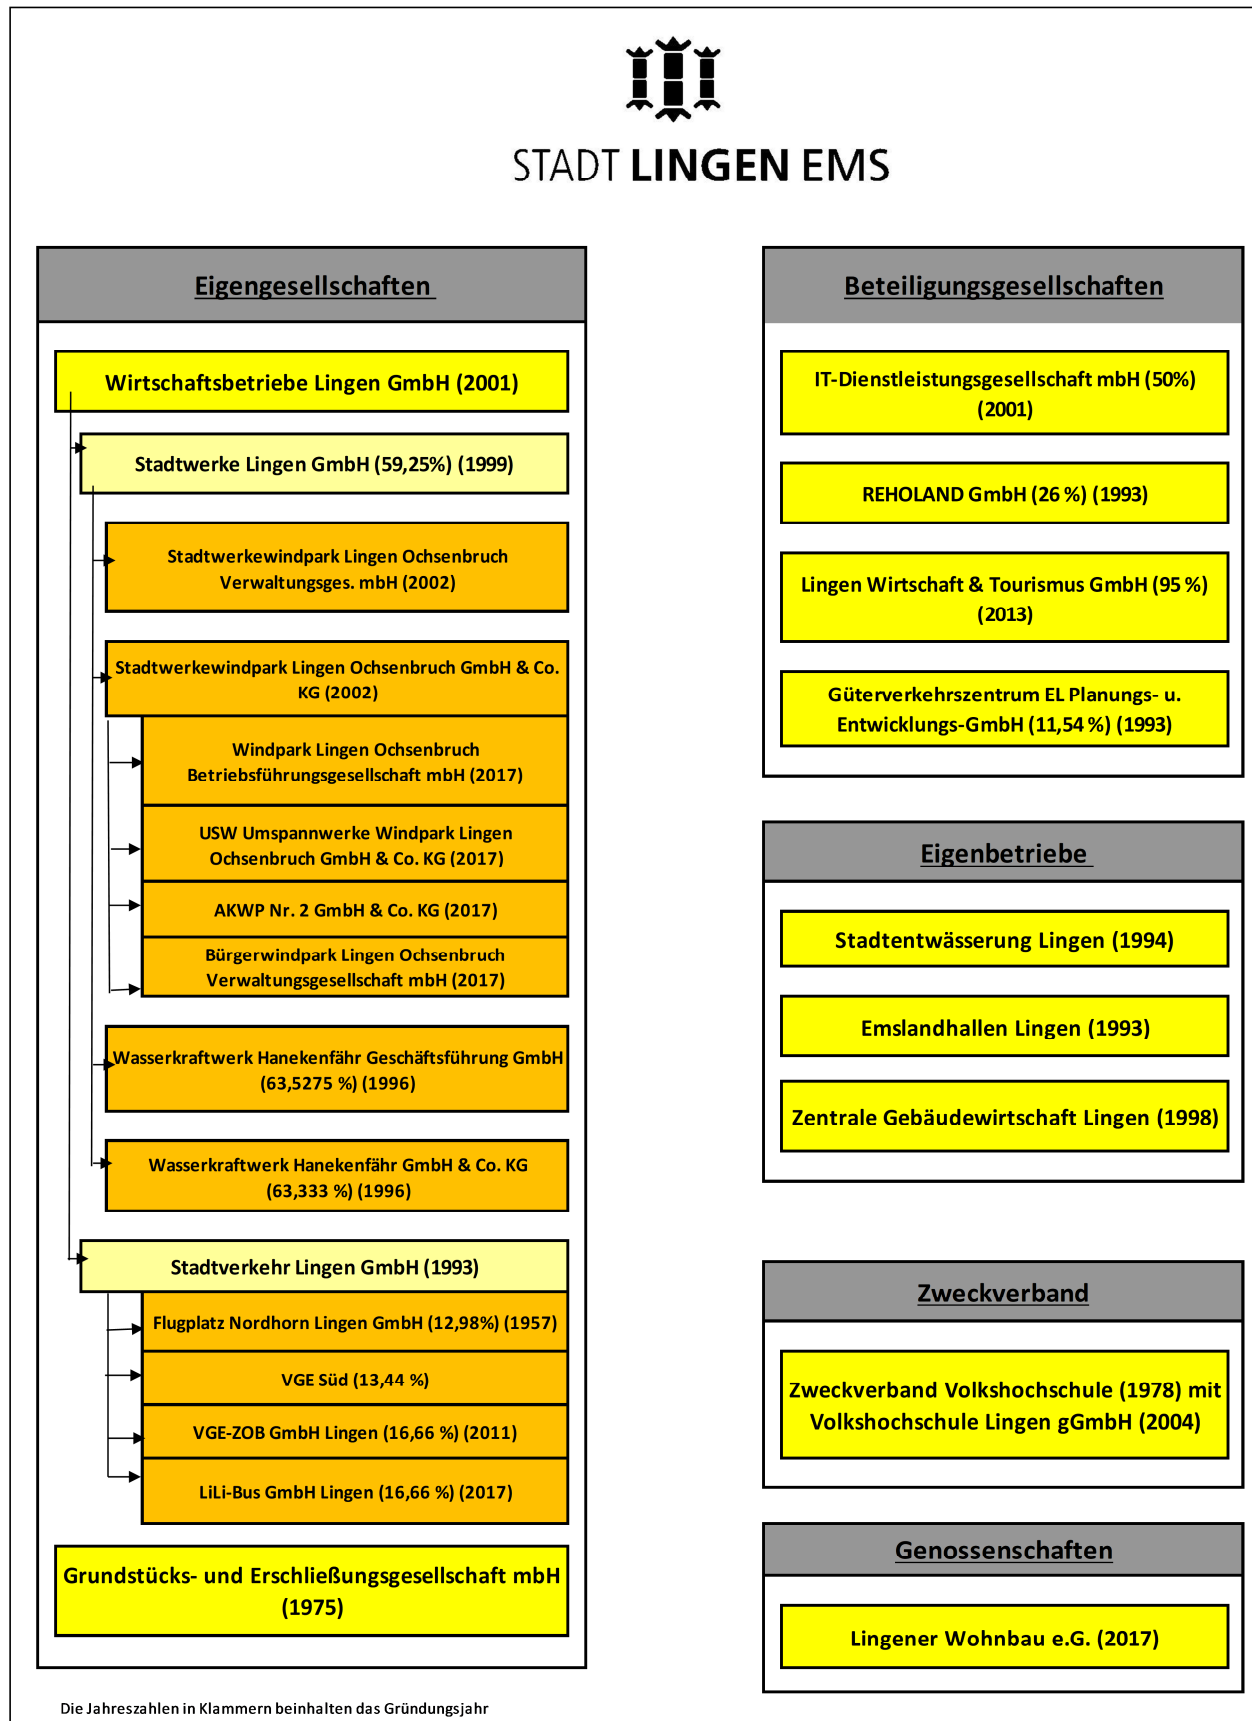 STADT LINGEN EMS
Eigengesellschaften
Wirtschaftsbetriebe Lingen GmbH (2001)
Stadtwerke Lingen GmbH (59,25%) (1999)
Stadtwerkewindpark Lingen Ochsenbruch
Verwaltungsges. mbH (2002)
Stadtwerkewindpark Lingen Ochsenbruch GmbH & Co.
KG (2002)
Windpark Lingen Ochsenbruch
Betriebsführungsgesellschaft mbH (2017)
USW Umspannwerke Windpark Lingen
Ochsenbruch GmbH & Co. KG (2017)
AKWP Nr. 2 GmbH & Co. KG (2017)
Bürgerwindpark Lingen Ochsenbruch
Verwaltungsgesellschaft mbH (2017)
Wasserkraftwerk Hanekenfähr Geschäftsführung GmbH
(63,5275 %) (1996)
Wasserkraftwerk Hanekenfähr GmbH & Co. KG
(63,333 %) (1996)
Stadtverkehr Lingen GmbH (1993)
Flugplatz Nordhorn Lingen GmbH (12,98%) (1957)
VGE Süd (13,44 %)
VGE-ZOB GmbH Lingen (16,66 %) (2011)
LiLi-Bus GmbH Lingen (16,66 %) (2017)
Grundstücks- und Erschließungsgesellschaft mbH
(1975)
Beteiligungsgesellschaften
IT-Dienstleistungsgesellschaft mbH (50%)
(2001)
REHOLAND GmbH (26 %) (1993)
Lingen Wirtschaft & Tourismus GmbH (95 %)
(2013)
Güterverkehrszentrum EL Planungs- u.
Entwicklungs-GmbH (11,54 %) (1993)
Eigenbetriebe
Stadtentwässerung Lingen (1994)
Emslandhallen Lingen (1993)
Zentrale Gebäudewirtschaft Lingen (1998)
Zweckverband
Zweckverband Volkshochschule (1978) mit
Volkshochschule Lingen gGmbH (2004)
Genossenschaften
Lingener Wohnbau e.G. (2017)
Die Jahreszahlen in Klammern beinhalten das Gründungsjahr